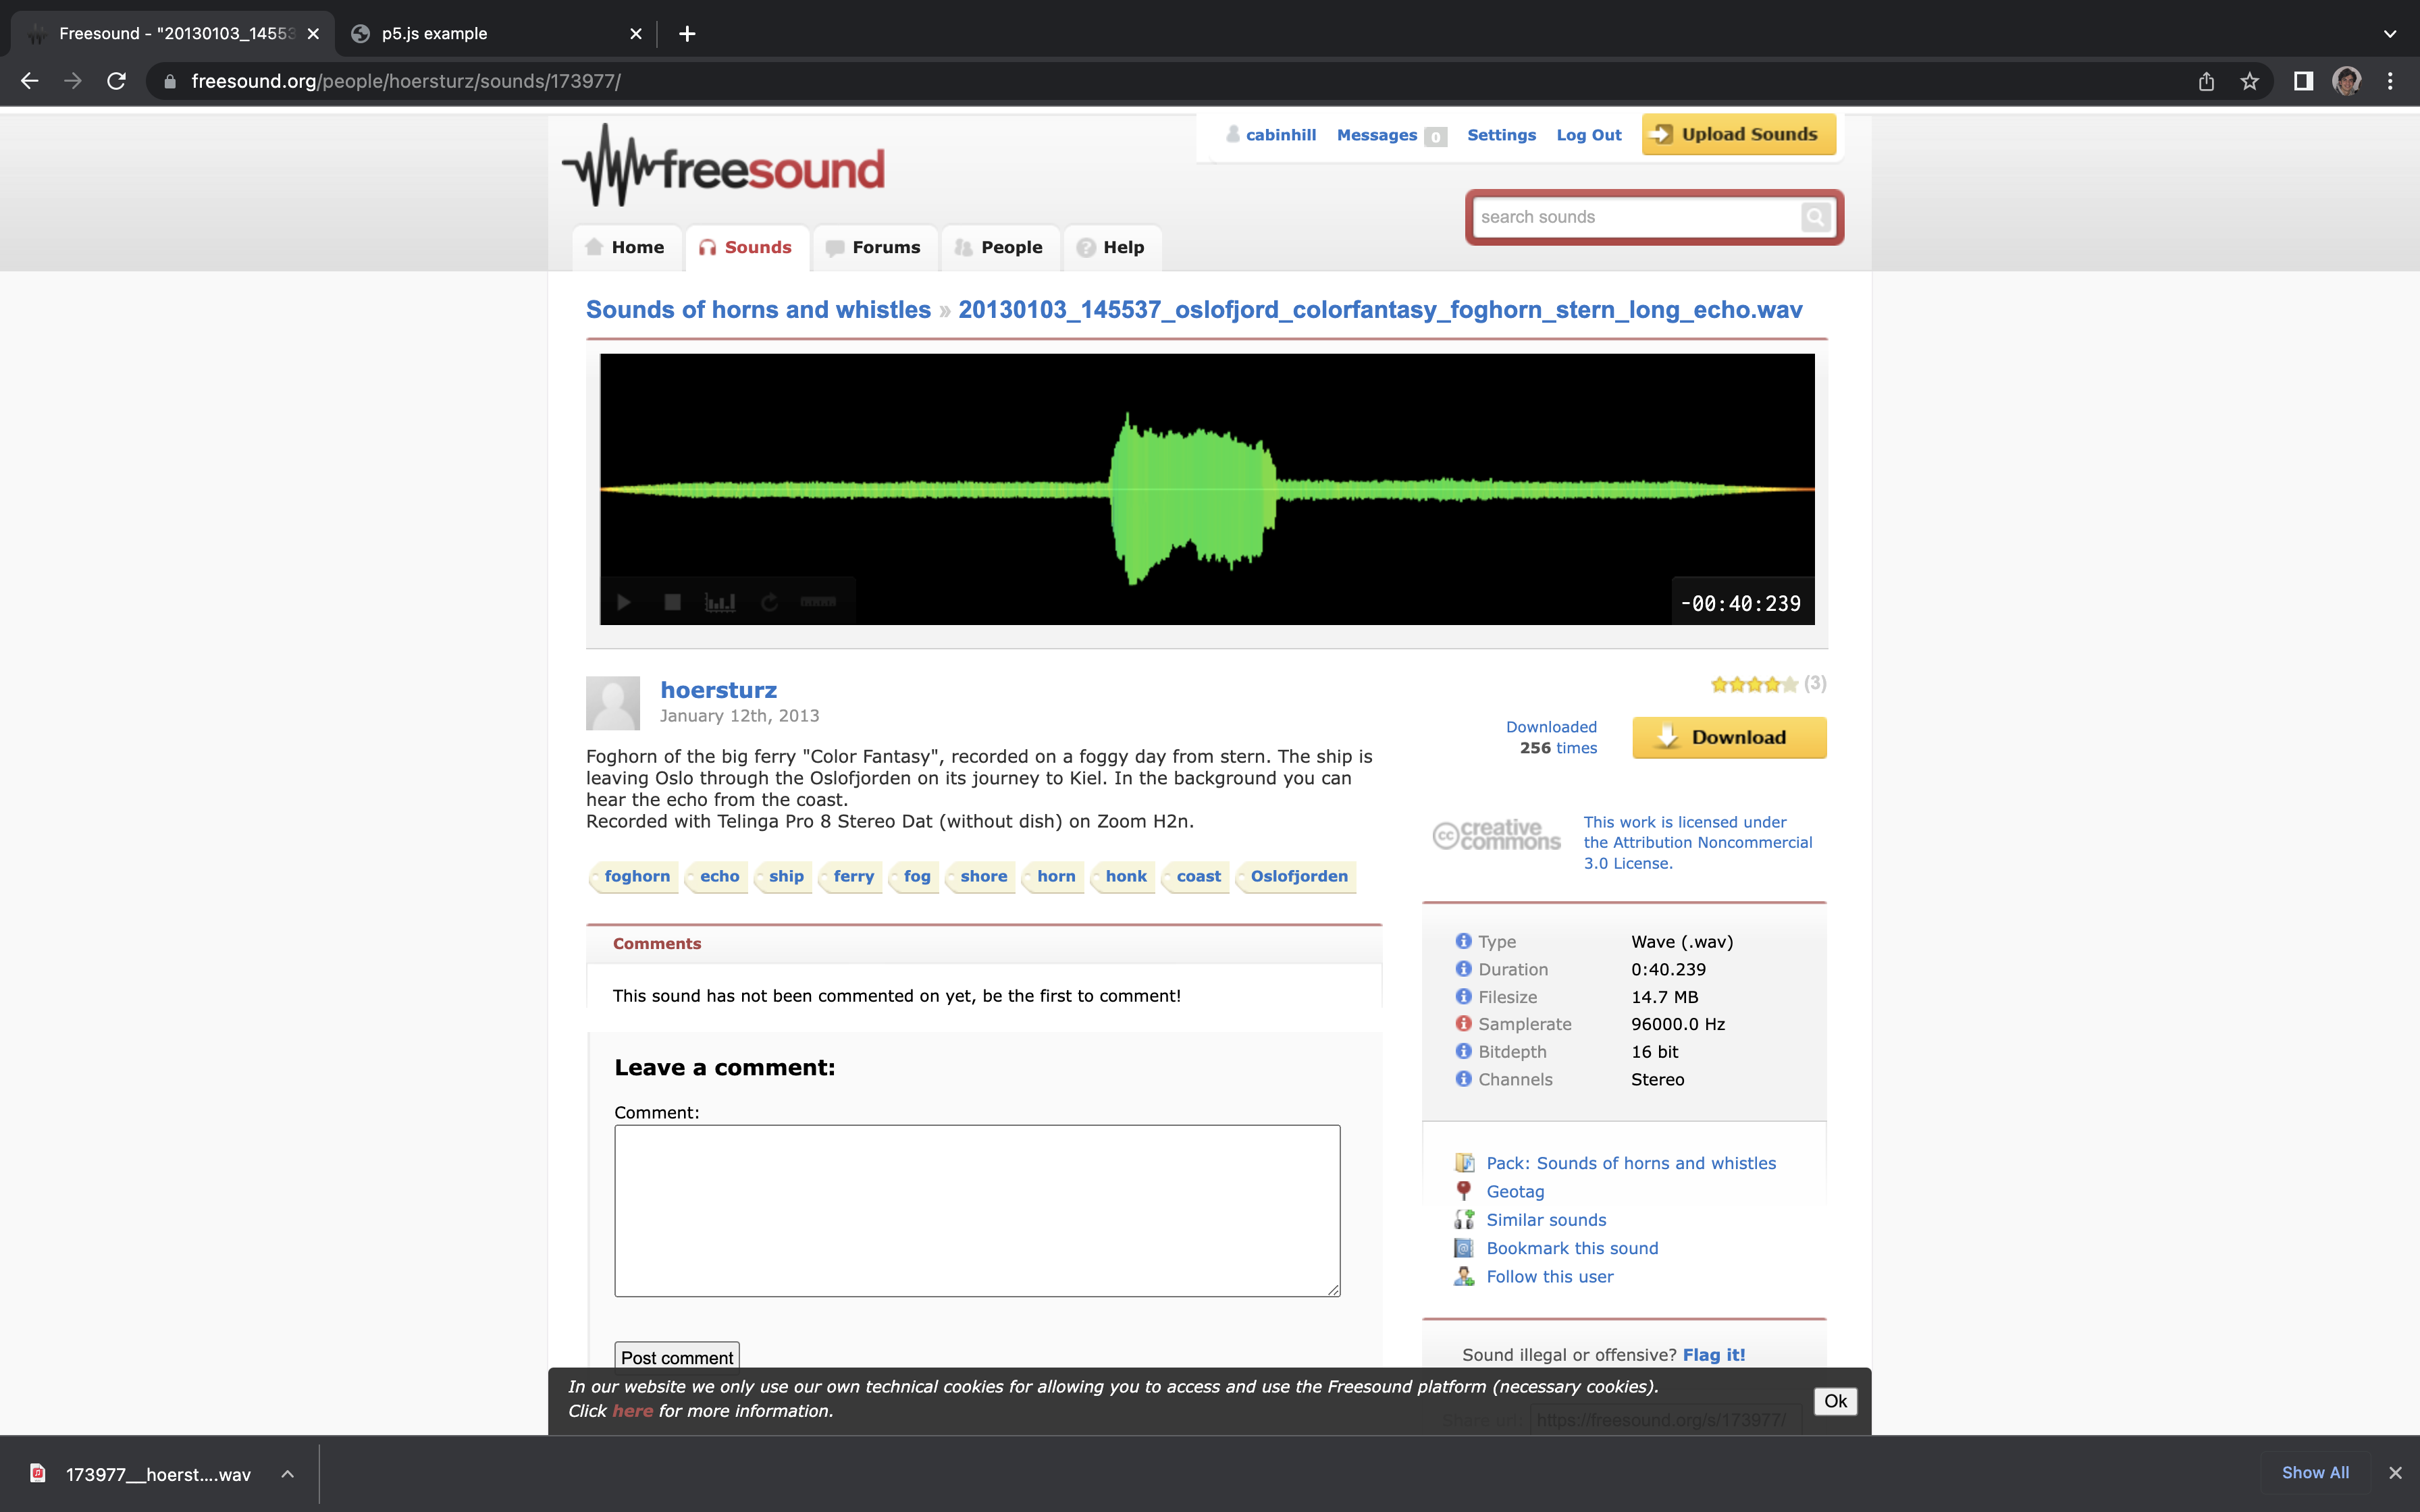 Freesound - "20130103_14553
p5.js example
freesound.org/people/hoersturz/sounds/173977/
cabinhill
Messages 0
Settings
Log Out
Upload Sounds
freesound
search sounds
Home
Sounds
Forums
People
Help
Sounds of horns and whistles » 20130103_145537_oslofjord_colorfantasy_foghorn_stern_long_echo.wav
-00:40:239
hoersturz
January 12th, 2013
(3)
Downloaded
256 times
Download
Foghorn of the big ferry "Color Fantasy", recorded on a foggy day from stern. The ship is
leaving Oslo through the Oslofjorden on its journey to Kiel. In the background you can
hear the echo from the coast.
Recorded with Telinga Pro 8 Stereo Dat (without dish) on Zoom H2n.
cc creative
commons
This work is licensed under
the Attribution Noncommercial
3.0 License.
foghorn
echo
ship
ferry
fog
shore
horn
honk
coast
Oslofjorden
Comments
This sound has not been commented on yet, be the first to comment!
Leave a comment:
Comment:
Post comment
Type Wave (.wav)
Duration 0:40.239
Filesize 14.7 MB
Samplerate 96000.0 Hz
Bitdepth 16 bit
Channels Stereo
Pack: Sounds of horns and whistles
Geotag
Similar sounds
Bookmark this sound
Follow this user
Sound illegal or offensive? Flag it!
In our website we only use our own technical cookies for allowing you to access and use the Freesound platform (necessary cookies).
Click here for more information.
Ok
Share url: https://freesound.org/s/173977/
173977__hoerst....wav
Show All